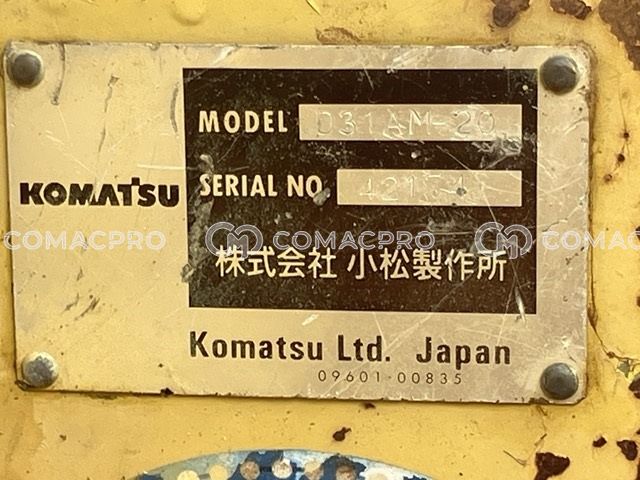 MODEL D31AM-20
KOMATSU
SERIAL NO.
株式会社 小松製作所
Komatsu Ltd. Japan
09601-00835
COMACPRO COMACPRO COMACPRO